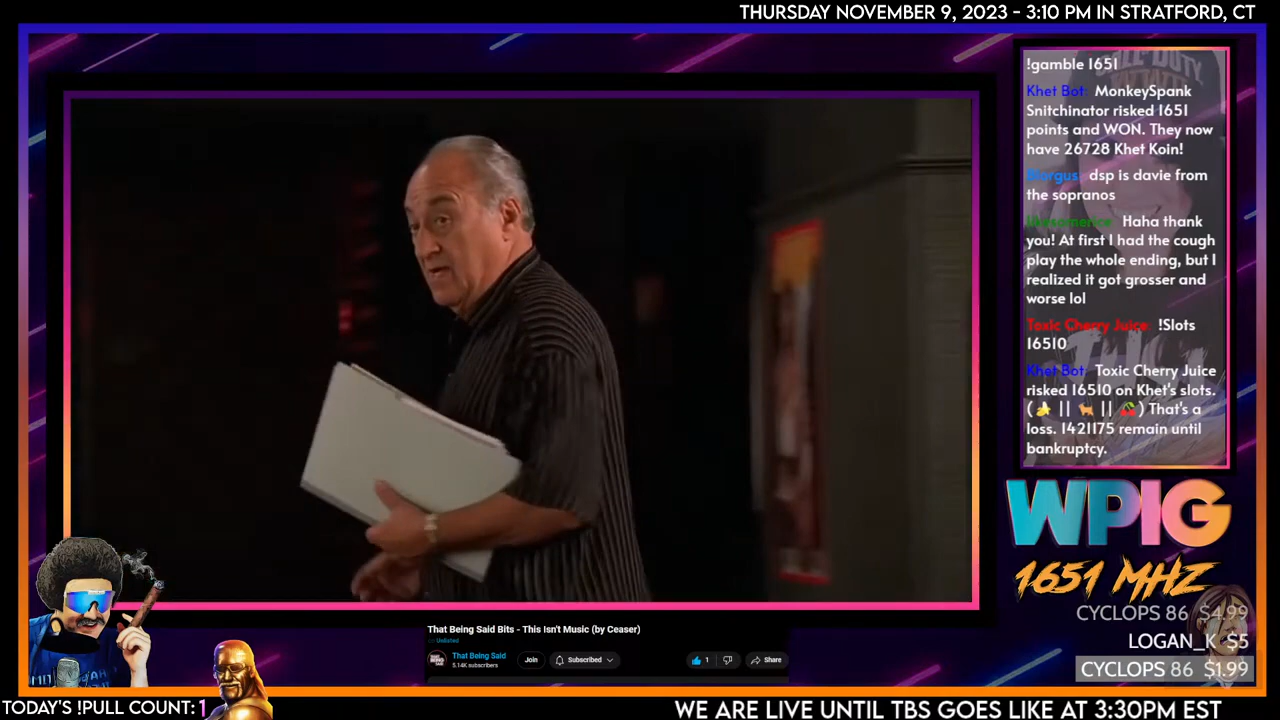 THURSDAY NOVEMBER 9, 2023 - 3:10 PM IN STRATFORD, CT
!gamble 1651
Khet Bot: MonkeySpank
Snitchinator risked 1651
points and WON. They now
have 26728 Khet Koin!
dsp is davie from
the sopranos
Haha thank
you! At first I had the cough
play the whole ending, but I
realized it got grosser and
worse lol
Toxic Cherry Juice: !Slots
16510
Khet Bot: Toxic Cherry Juice
risked 16510 on Khet's slots.
(🍌 || 🐈 || 🍒) That's a
loss. 1421175 remain until
bankruptcy.
WPIG
1651 MHZ
CYCLOPS 86 $4.99
LOGAN_K $5
CYCLOPS 86 $1.99
That Being Said Bits - This Isn't Music (by Ceaser)
Unlisted
That Being Said
5.14K subscribers
Join
Subscribed
1
Share
TODAY'S !PULL COUNT: 1
WE ARE LIVE UNTIL TBS GOES LIKE AT 3:30PM EST